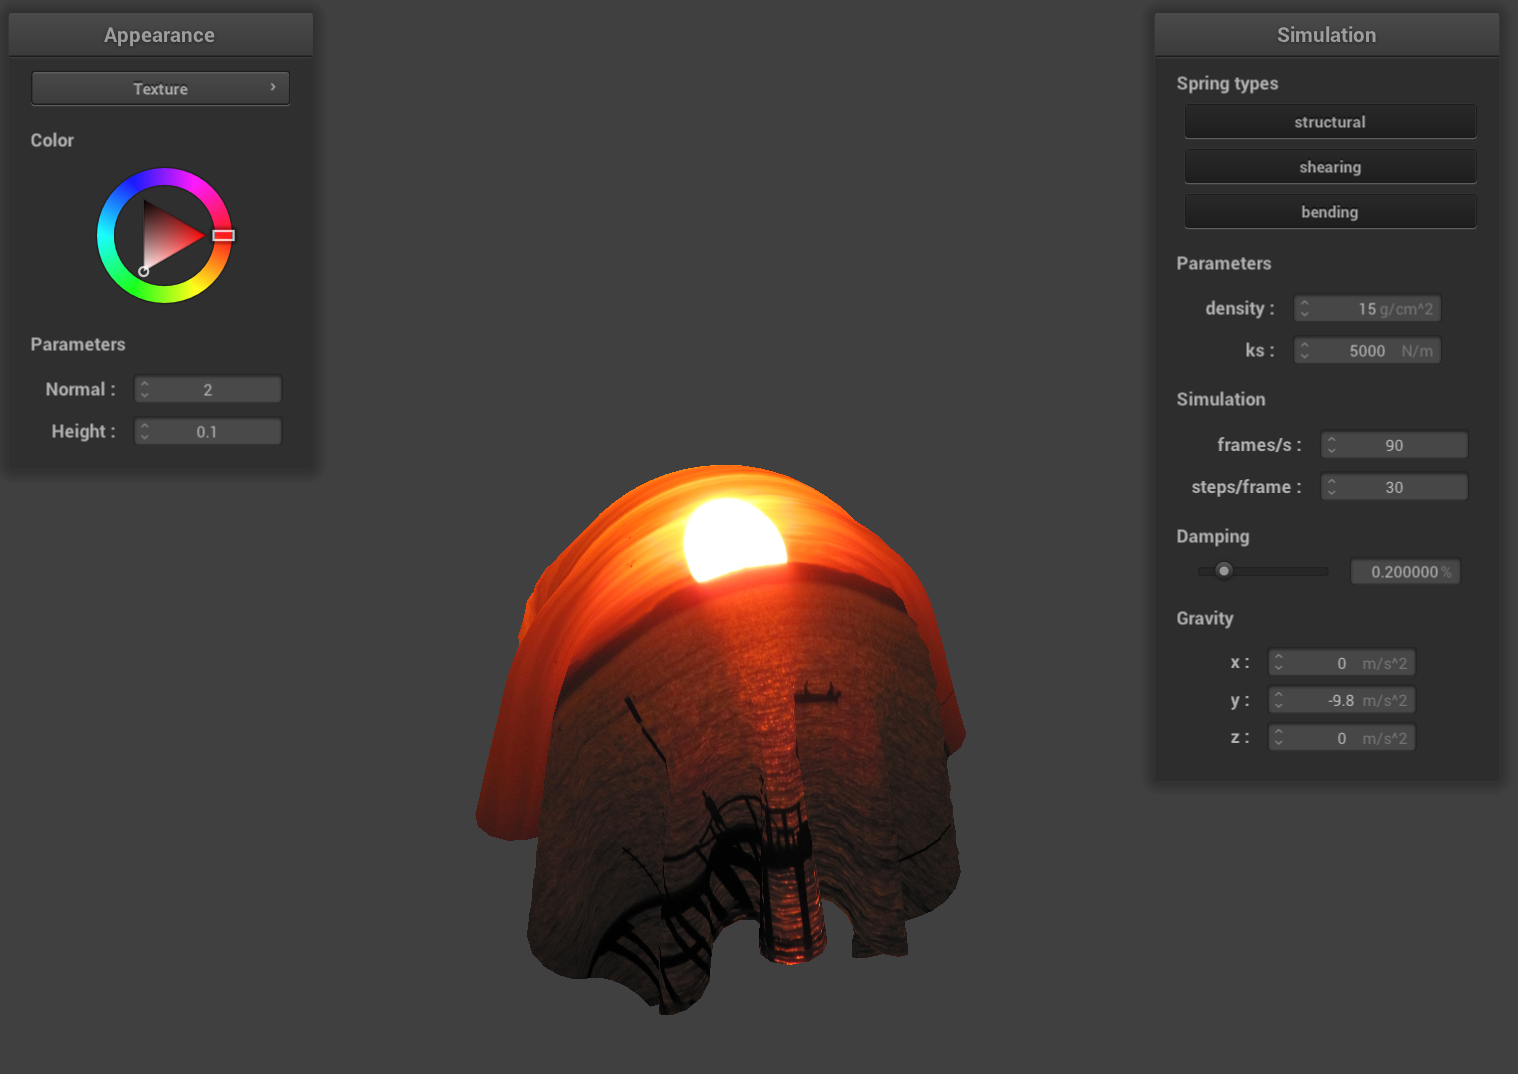 Appearance
Texture
Color
Parameters
Normal : 2
Height : 0.1
Simulation
Spring types
structural
shearing
bending
Parameters
density : 15 g/cm^2
ks : 5000 N/m
Simulation
frames/s : 90
steps/frame : 30
Damping
0.200000 %
Gravity
x : 0 m/s^2
y : -9.8 m/s^2
z : 0 m/s^2